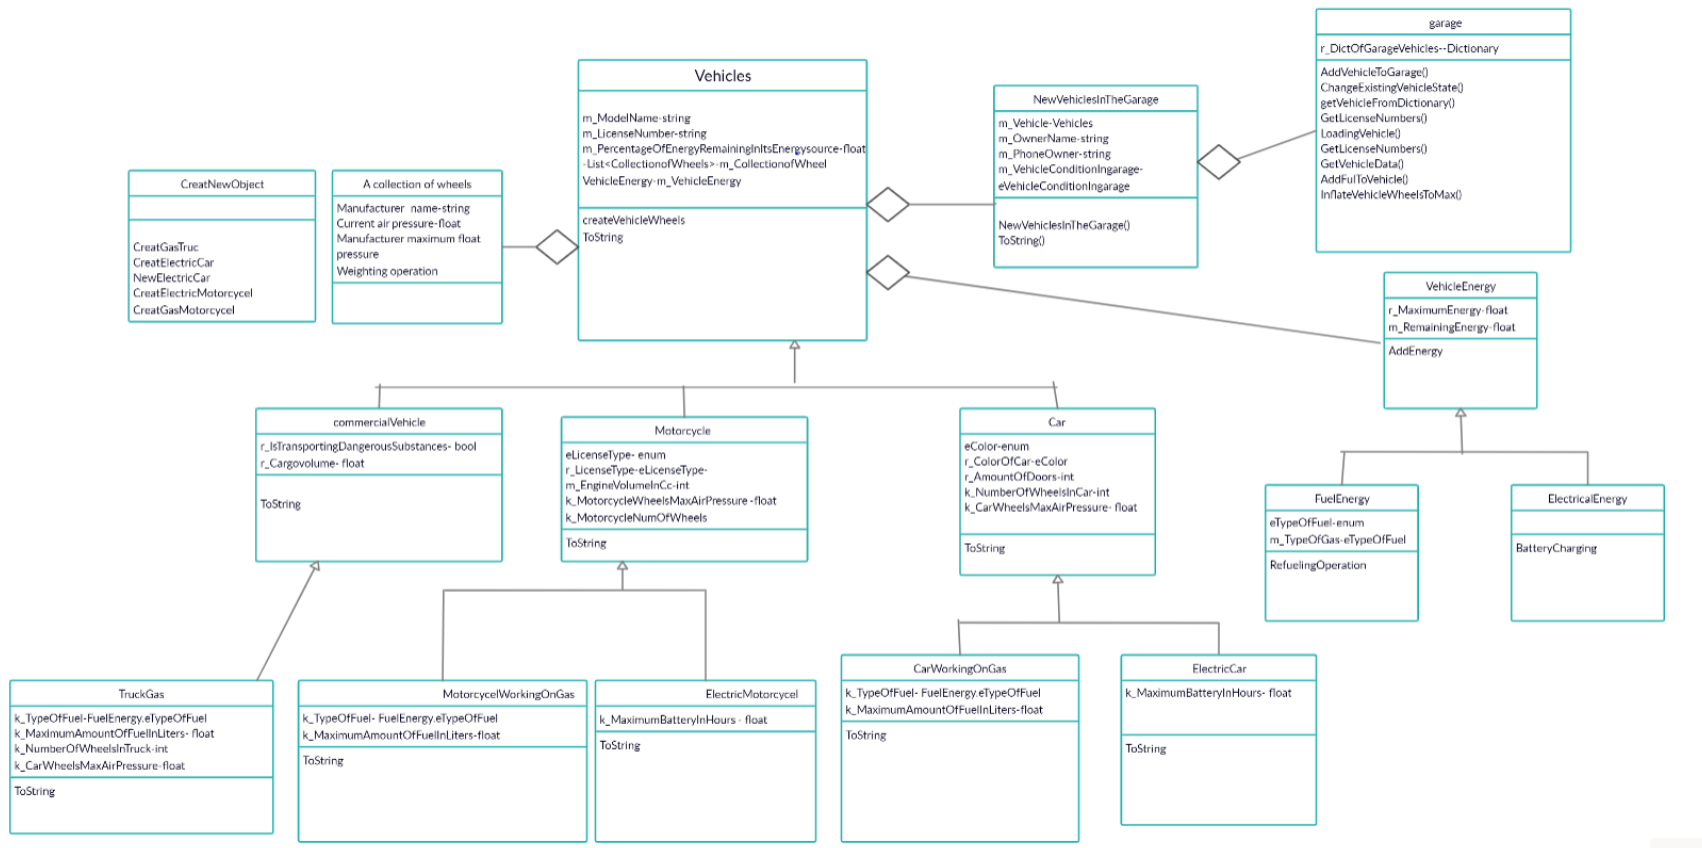 garage
r_DictOfGarageVehicles--Dictionary
AddVehicleToGarage()
ChangeExistingVehicleState()
getVehicleFromDictionary()
GetLicenseNumbers()
LoadingVehicle()
GetLicenseNumbers()
GetVehicleData()
AddFulToVehicle()
InflateVehicleWheelsToMax()
Vehicles
m_ModelName-string
m_LicenseNumber-string
m_PercentageOfEnergyRemainingInItsEnergysource-float
-List<CollectionofWheels>-m_CollectionofWheel
VehicleEnergy-m_VehicleEnergy
createVehicleWheels
ToString
NewVehiclesInTheGarage
m_Vehicle-Vehicles
m_OwnerName-string
m_PhoneOwner-string
m_VehicleConditionIngarage-
eVehicleConditionIngarage
NewVehiclesInTheGarage()
ToString()
CreatNewObject
CreatGasTruc
CreatElectricCar
NewElectricCar
CreatElectricMotorcycel
CreatGasMotorcycel
A collection of wheels
Manufacturer name-string
Current air pressure-float
Manufacturer maximum float
pressure
Weighting operation
VehicleEnergy
r_MaximumEnergy-float
m_RemainingEnergy-float
AddEnergy
commercialVehicle
r_IsTransportingDangerousSubstances- bool
r_Cargovolume- float
ToString
Motorcycle
eLicenseType- enum
r_LicenseType-eLicenseType-
m_EngineVolumeInCc-int
k_MotorcycleWheelsMaxAirPressure -float
k_MotorcycleNumOfWheels
ToString
Car
eColor-enum
r_ColorOfCar-eColor
r_AmountOfDoors-int
k_NumberOfWheelsInCar-int
k_CarWheelsMaxAirPressure- float
ToString
FuelEnergy
eTypeOfFuel-enum
m_TypeOfGas-eTypeOfFuel
RefuelingOperation
ElectricalEnergy
BatteryCharging
TruckGas
k_TypeOfFuel-FuelEnergy.eTypeOfFuel
k_MaximumAmountOfFuelInLiters- float
k_NumberOfWheelsInTruck-int
k_CarWheelsMaxAirPressure-float
ToString
MotorcycelWorkingOnGas
k_TypeOfFuel- FuelEnergy.eTypeOfFuel
k_MaximumAmountOfFuelInLiters-float
ToString
ElectricMotorcycel
k_MaximumBatteryInHours - float
ToString
CarWorkingOnGas
k_TypeOfFuel- FuelEnergy.eTypeOfFuel
k_MaximumAmountOfFuelInLiters-float
ToString
ElectricCar
k_MaximumBatteryInHours- float
ToString